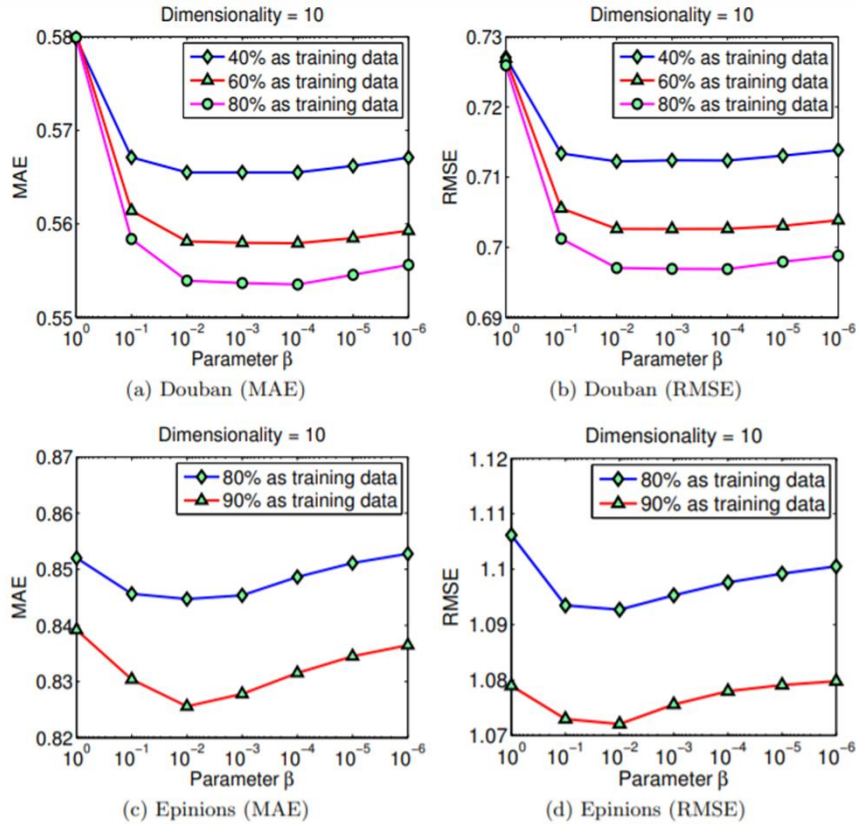 Dimensionality = 10
0.58
0.57
0.56
0.55
MAE
40% as training data
60% as training data
80% as training data
10⁰ 10⁻¹ 10⁻² 10⁻³ 10⁻⁴ 10⁻⁵ 10⁻⁶
Parameter β
(a) Douban (MAE)
Dimensionality = 10
0.73
0.72
0.71
0.7
0.69
RMSE
40% as training data
60% as training data
80% as training data
10⁰ 10⁻¹ 10⁻² 10⁻³ 10⁻⁴ 10⁻⁵ 10⁻⁶
Parameter β
(b) Douban (RMSE)
Dimensionality = 10
0.87
0.86
0.85
0.84
0.83
0.82
MAE
80% as training data
90% as training data
10⁰ 10⁻¹ 10⁻² 10⁻³ 10⁻⁴ 10⁻⁵ 10⁻⁶
Parameter β
(c) Epinions (MAE)
Dimensionality = 10
1.12
1.11
1.1
1.09
1.08
1.07
RMSE
80% as training data
90% as training data
10⁰ 10⁻¹ 10⁻² 10⁻³ 10⁻⁴ 10⁻⁵ 10⁻⁶
Parameter β
(d) Epinions (RMSE)